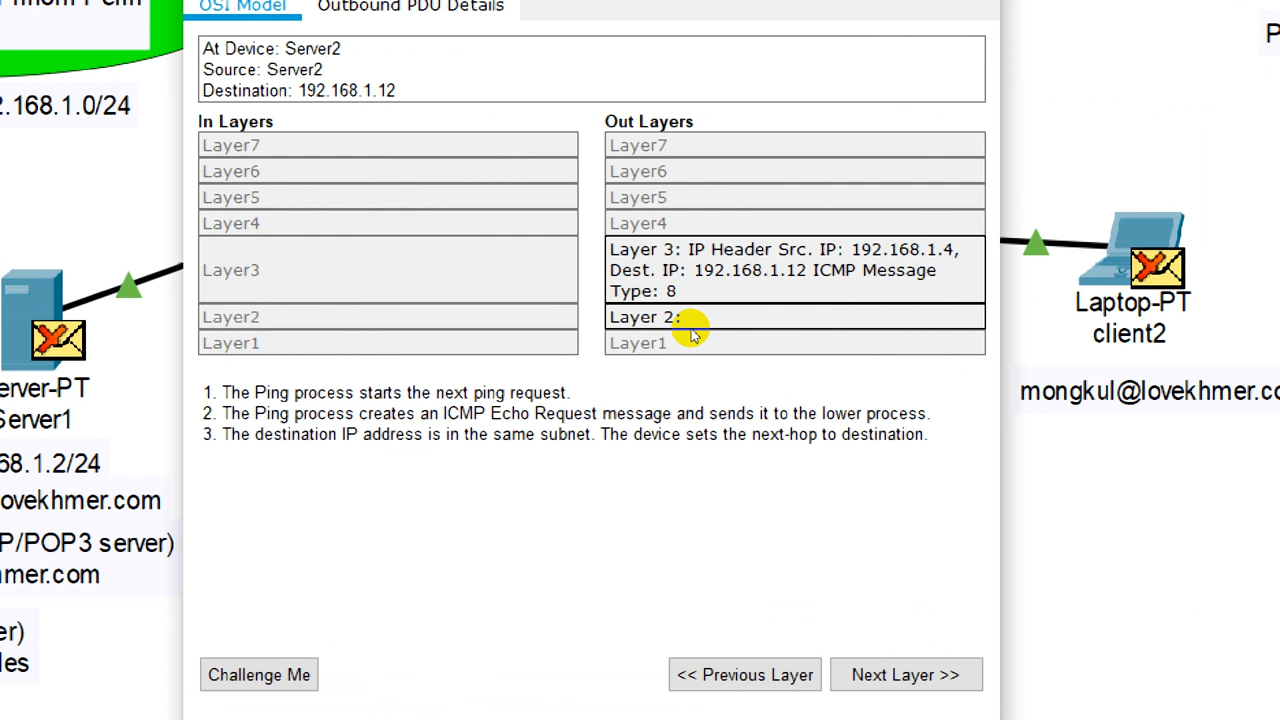 OSI Model
Outbound PDU Details
At Device: Server2
Source: Server2
Destination: 192.168.1.12
In Layers
Out Layers
Layer7
Layer7
Layer6
Layer6
Layer5
Layer5
Layer4
Layer4
Layer3
Layer 3: IP Header Src. IP: 192.168.1.4,
Dest. IP: 192.168.1.12 ICMP Message
Type: 8
Layer2
Layer 2:
Layer1
Layer1
1. The Ping process starts the next ping request.
2. The Ping process creates an ICMP Echo Request message and sends it to the lower process.
3. The destination IP address is in the same subnet. The device sets the next-hop to destination.
Challenge Me
<< Previous Layer
Next Layer >>
2.168.1.0/24
erver-PT
Server1
68.1.2/24
ovekhmer.com
P/POP3 server)
mer.com
er)
les
P
Laptop-PT
client2
mongkul@lovekhmer.co